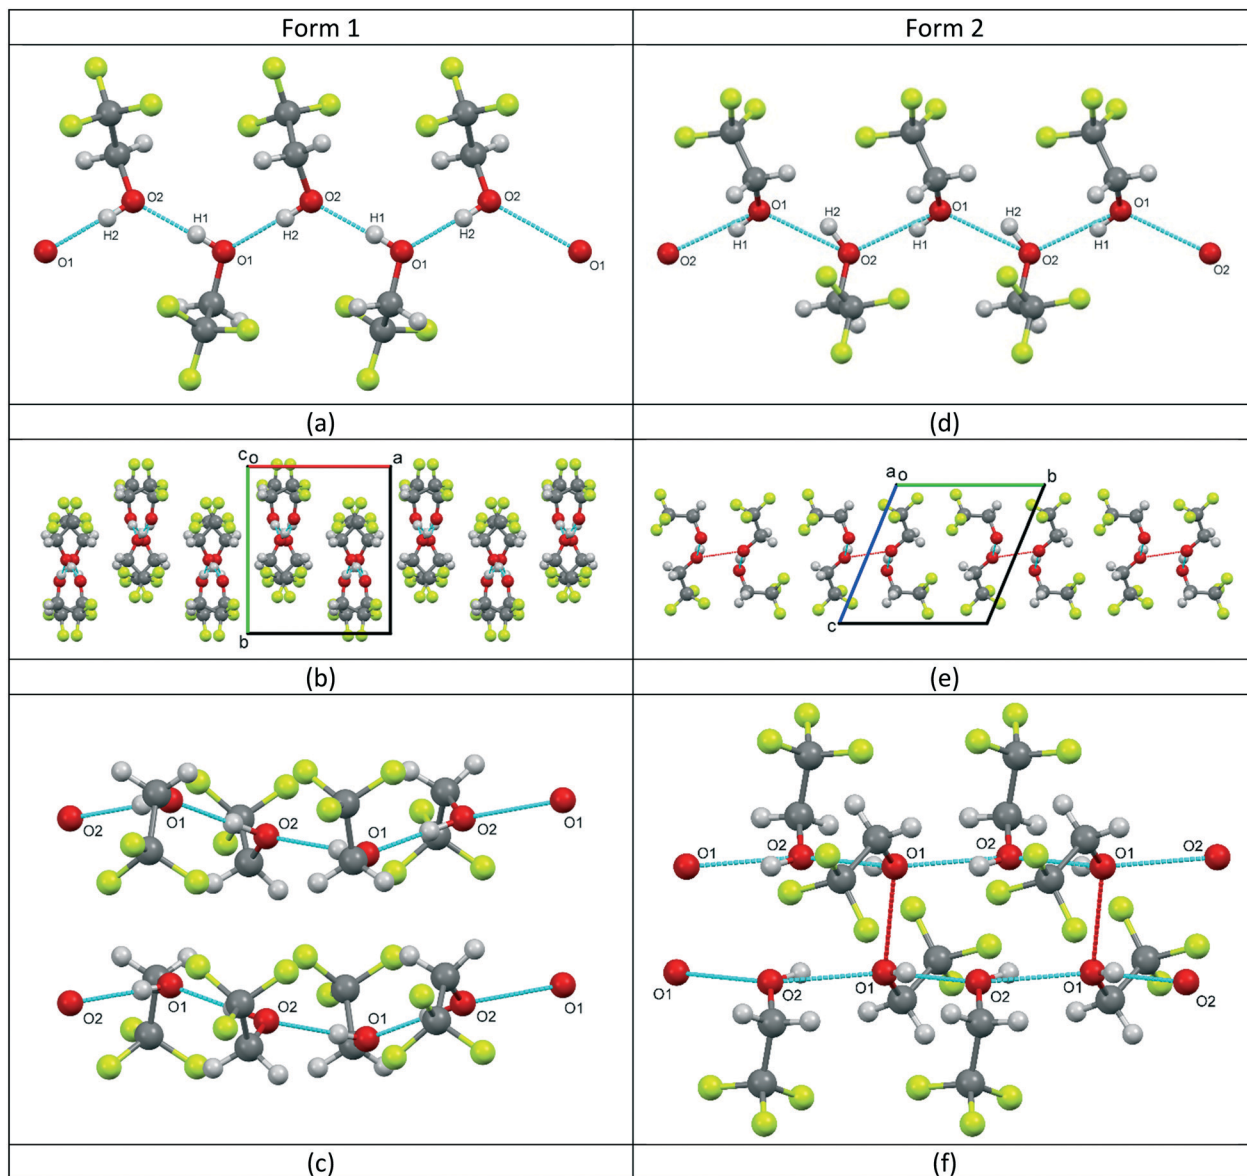 Form 1
Form 2
O2 O2 O2
H1 H1
H2 H2 H2
O1 O1 O1 O1
O1 O1 O1
H2 H2
H1 H1 H1
O2 O2 O2 O2
(a)
(d)
c o a
b
a o b
c
(b)
(e)
O2 O1 O2 O1 O2 O1
O2 O1 O2 O1 O2 O1
O1 O2 O1 O2 O1 O2
O1 O2 O1 O2 O1 O2
(c)
(f)